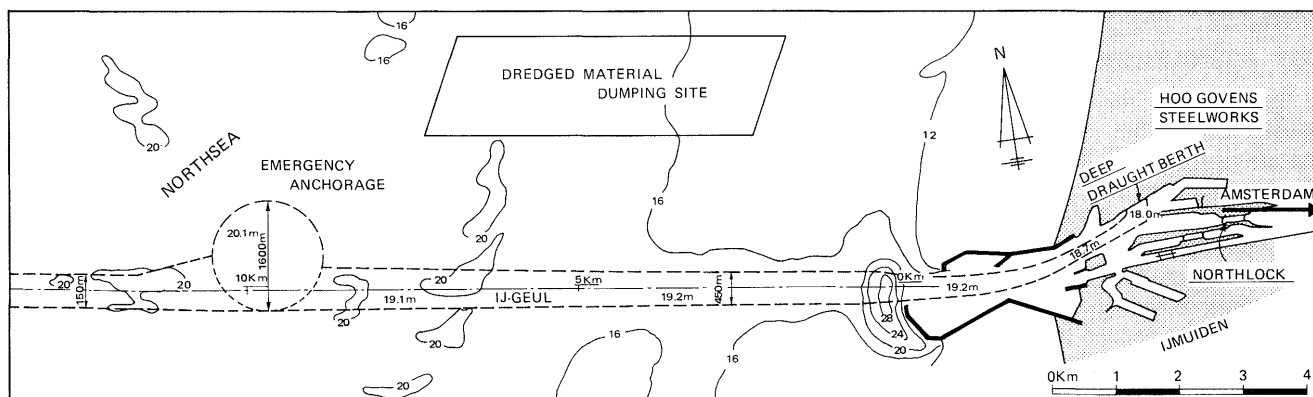 16
16
DREDGED MATERIAL
DUMPING SITE
N
HOO GOVENS
STEELWORKS
20
NORTHSEA
EMERGENCY
ANCHORAGE
12
DEEP
DRAUGHT BERTH
AMSTERDAM
16
20.1m
1600m
20
18.0m
18.7m
20
150m
20
10Km
20
19.1m
20
IJ-GEUL
5Km
19.2m
450m
0Km
19.2m
NORTHLOCK
28
24
20
20
16
16
20
IJMUIDEN
0Km 1 2 3 4